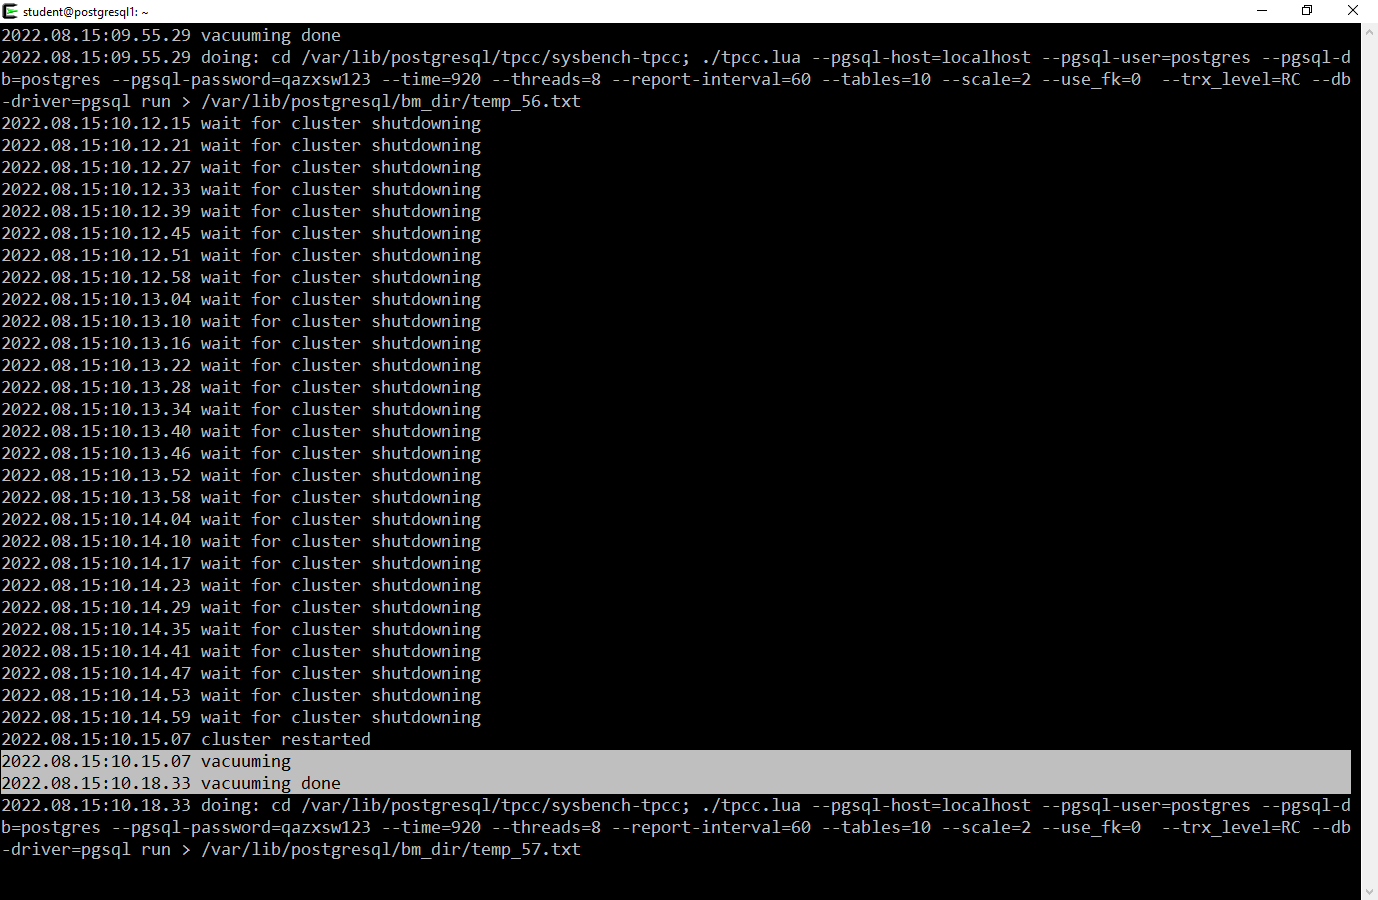 student@postgresql1: ~
2022.08.15:09.55.29 vacuuming done
2022.08.15:09.55.29 doing: cd /var/lib/postgresql/tpcc/sysbench-tpcc; ./tpcc.lua --pgsql-host=localhost --pgsql-user=postgres --pgsql-d
b=postgres --pgsql-password=qazxsw123 --time=920 --threads=8 --report-interval=60 --tables=10 --scale=2 --use_fk=0  --trx_level=RC --db
-driver=pgsql run > /var/lib/postgresql/bm_dir/temp_56.txt
2022.08.15:10.12.15 wait for cluster shutdowning
2022.08.15:10.12.21 wait for cluster shutdowning
2022.08.15:10.12.27 wait for cluster shutdowning
2022.08.15:10.12.33 wait for cluster shutdowning
2022.08.15:10.12.39 wait for cluster shutdowning
2022.08.15:10.12.45 wait for cluster shutdowning
2022.08.15:10.12.51 wait for cluster shutdowning
2022.08.15:10.12.58 wait for cluster shutdowning
2022.08.15:10.13.04 wait for cluster shutdowning
2022.08.15:10.13.10 wait for cluster shutdowning
2022.08.15:10.13.16 wait for cluster shutdowning
2022.08.15:10.13.22 wait for cluster shutdowning
2022.08.15:10.13.28 wait for cluster shutdowning
2022.08.15:10.13.34 wait for cluster shutdowning
2022.08.15:10.13.40 wait for cluster shutdowning
2022.08.15:10.13.46 wait for cluster shutdowning
2022.08.15:10.13.52 wait for cluster shutdowning
2022.08.15:10.13.58 wait for cluster shutdowning
2022.08.15:10.14.04 wait for cluster shutdowning
2022.08.15:10.14.10 wait for cluster shutdowning
2022.08.15:10.14.17 wait for cluster shutdowning
2022.08.15:10.14.23 wait for cluster shutdowning
2022.08.15:10.14.29 wait for cluster shutdowning
2022.08.15:10.14.35 wait for cluster shutdowning
2022.08.15:10.14.41 wait for cluster shutdowning
2022.08.15:10.14.47 wait for cluster shutdowning
2022.08.15:10.14.53 wait for cluster shutdowning
2022.08.15:10.14.59 wait for cluster shutdowning
2022.08.15:10.15.07 cluster restarted
2022.08.15:10.15.07 vacuuming
2022.08.15:10.18.33 vacuuming done
2022.08.15:10.18.33 doing: cd /var/lib/postgresql/tpcc/sysbench-tpcc; ./tpcc.lua --pgsql-host=localhost --pgsql-user=postgres --pgsql-d
b=postgres --pgsql-password=qazxsw123 --time=920 --threads=8 --report-interval=60 --tables=10 --scale=2 --use_fk=0  --trx_level=RC --db
-driver=pgsql run > /var/lib/postgresql/bm_dir/temp_57.txt